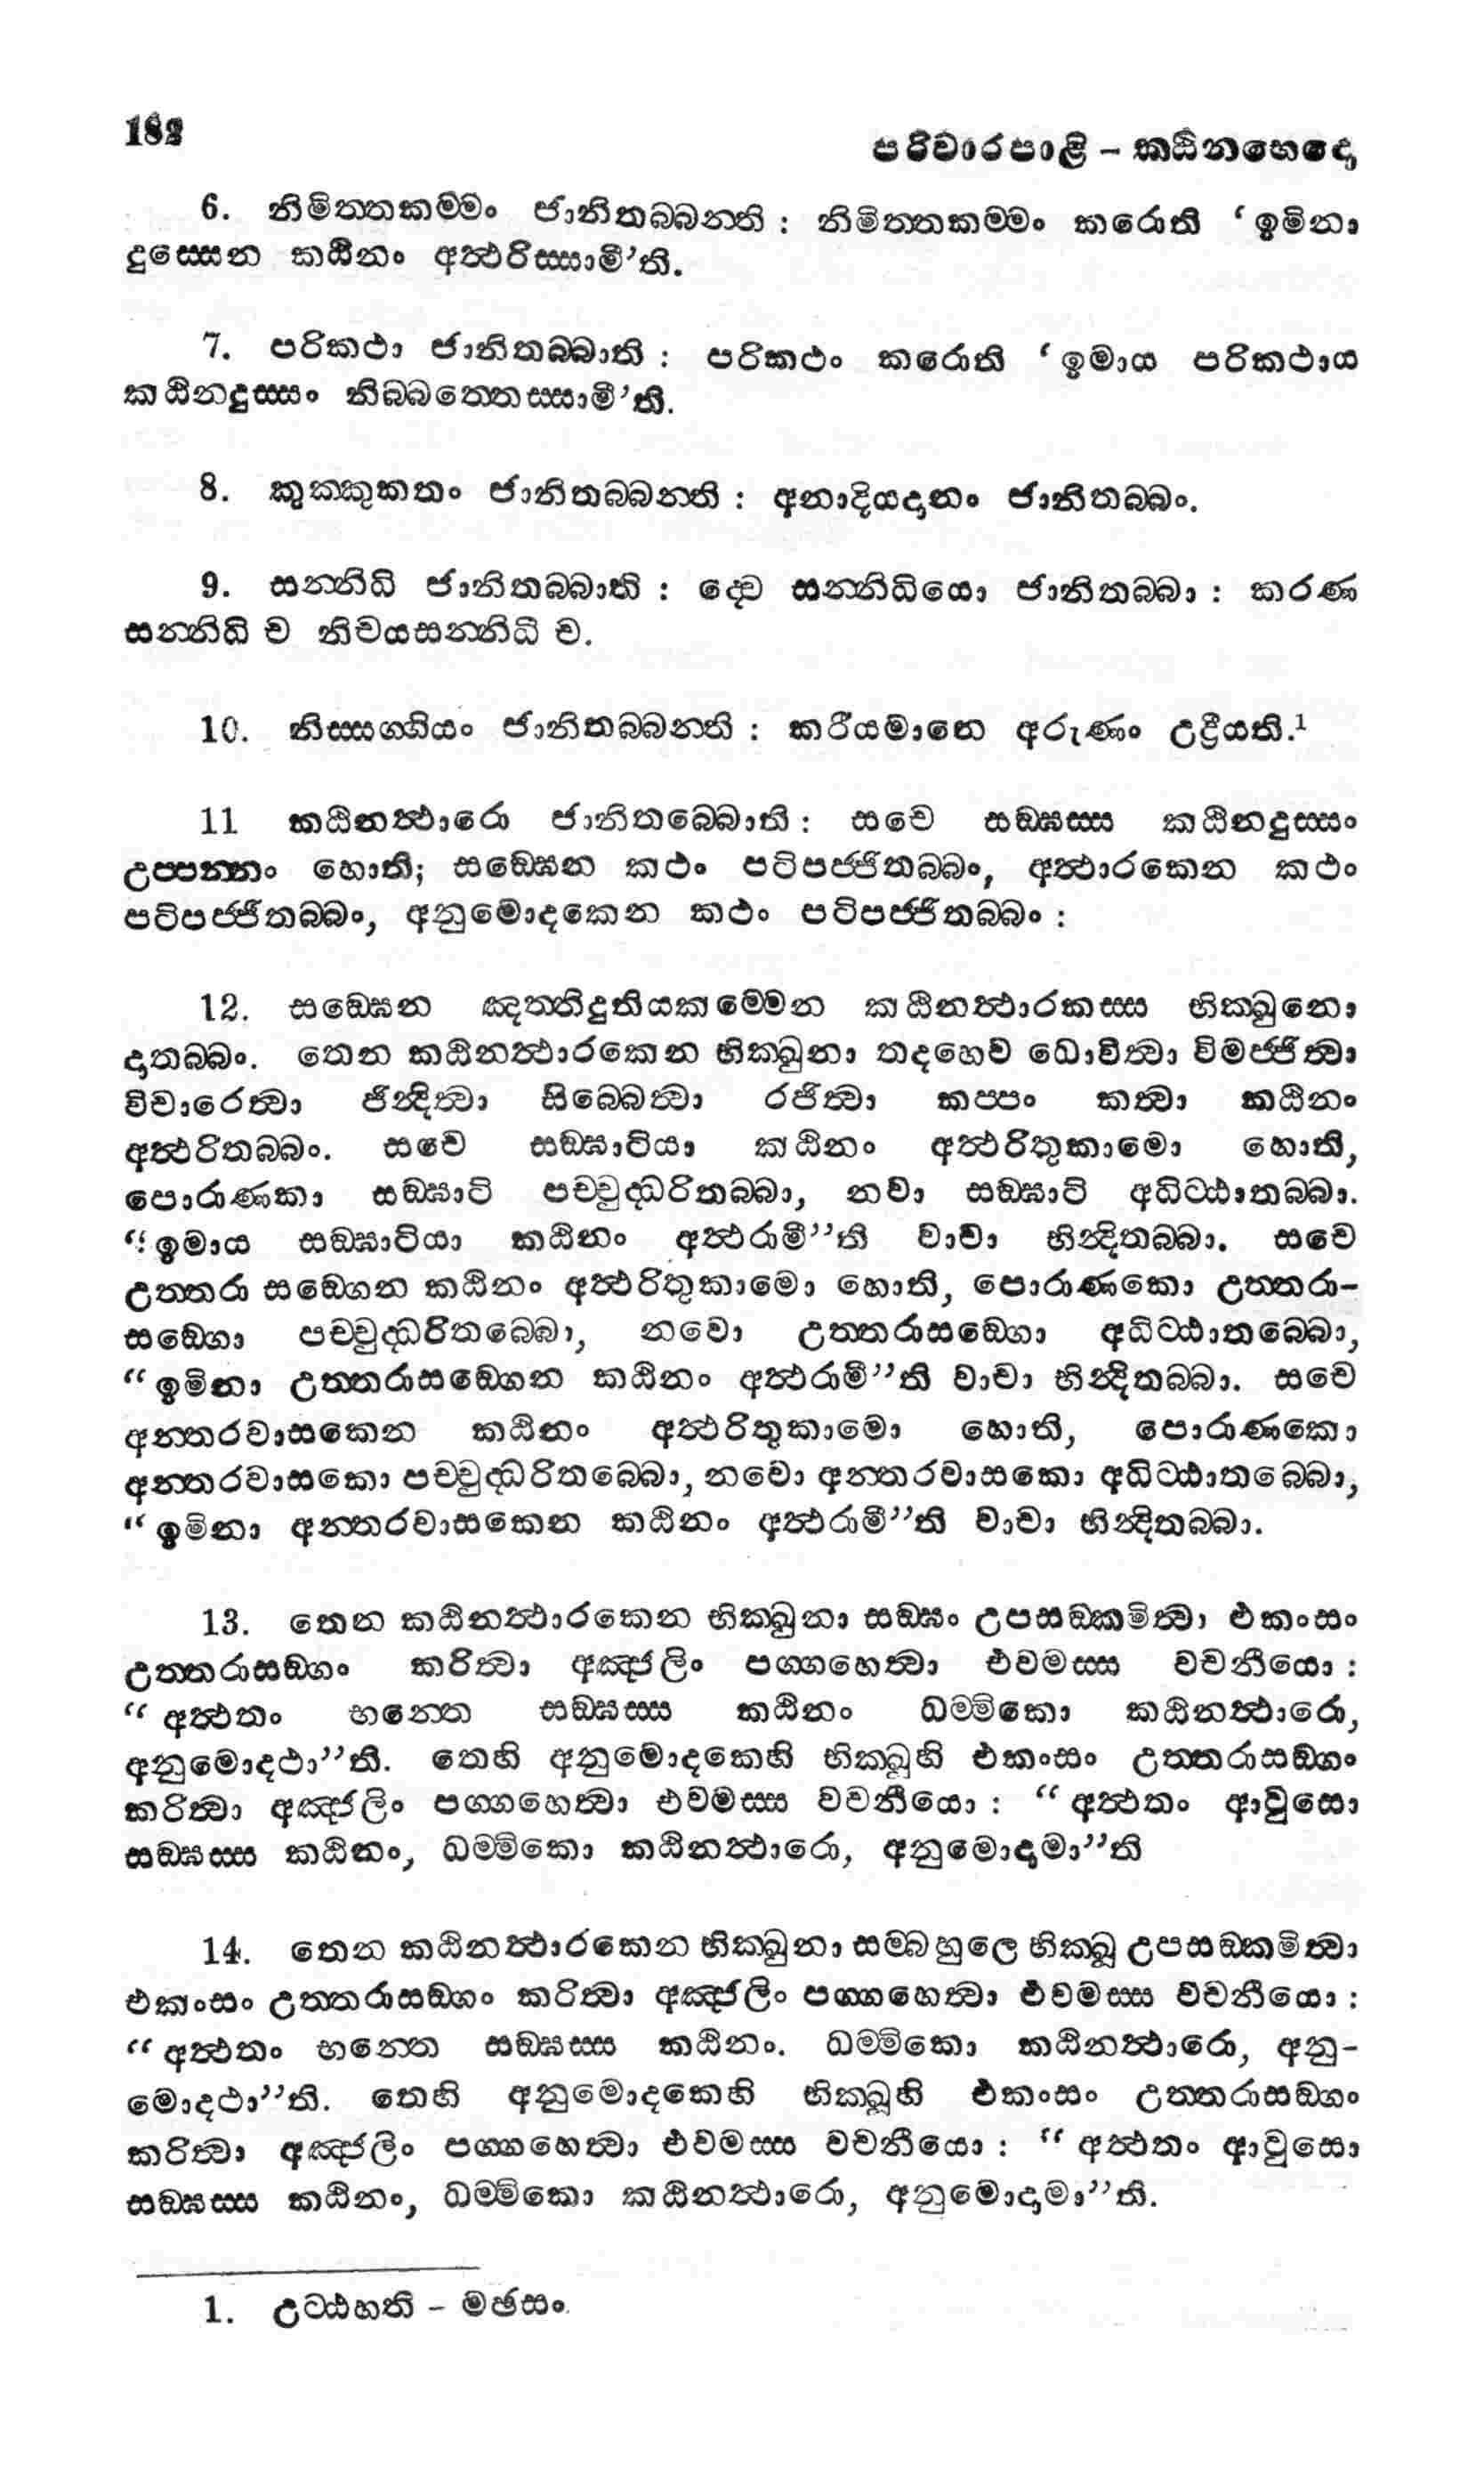 182
පරිවාරපාළි – කඨිනභෙදො
6. නිමිත්තකම්මං ජානිතබ්බන්ති : නිමිත්තකම්මං කරොති ‘ඉමිනා
දුස්සෙන කඨිනං අත්ථරිස්සාමී’ති.
7. පරිකථා ජානිතබ්බාති : පරිකථං කරොති ‘ඉමාය පරිකථාය
කඨිනදුස්සං නිබ්බත්තෙස්සාමී’ති.
8. කුක්කුකතං ජානිතබ්බන්ති : අනාදියදානං ජානිතබ්බං.
9. සන්නිධි ජානිතබ්බාති : ද්වෙ සන්නිධියො ජානිතබ්බා : කරණ
සන්නිධි ච නිචයසන්නිධි ච.
10. නිස්සග්ගියං ජානිතබ්බන්ති : කරීයමානෙ අරුණං උද්‍රීයති.¹
11 කඨිනත්ථාරො ජානිතබ්බොති : සචෙ සඞ්ඝස්ස කඨිනදුස්සං
උප්පන්නං හොති; සඞ්ඝෙන කථං පටිපජ්ජිතබ්බං, අත්ථාරකෙන කථං
පටිපජ්ජිතබ්බං, අනුමොදකෙන කථං පටිපජ්ජිතබ්බං :
12. සඞ්ඝෙන ඤත්තිදුතියකම්මෙන කඨිනත්ථාරකස්ස භික්ඛුනො
දාතබ්බං. තෙන කඨිනත්ථාරකෙන භික්ඛුනා තදහෙව ධොවිත්වා විමජ්ජිත්වා
විචාරෙත්වා ඡින්දිත්වා සිබ්බෙත්වා රජිත්වා කප්පං කත්වා කඨිනං
අත්ථරිතබ්බං. සචෙ සඞ්ඝාටියා කඨිනං අත්ථරිතුකාමො හොති,
පොරාණකා සඞ්ඝාටි පච්චුද්ධරිතබ්බා, නවා සඞ්ඝාටි අධිට්ඨාතබ්බා.
“ඉමාය සඞ්ඝාටියා කඨිනං අත්ථරාමී”ති වාචා භින්දිතබ්බා. සචෙ
උත්තරා සඞ්ගෙන කඨිනං අත්ථරිතුකාමො හොති, පොරාණකො උත්තරා-
සඞ්ගො පච්චුද්ධරිතබ්බො, නවො උත්තරාසඞ්ගො අධිට්ඨාතබ්බො,
“ඉමිනා උත්තරාසඞ්ගෙන කඨිනං අත්ථරාමී”ති වාචා භින්දිතබ්බා. සචෙ
අන්තරවාසකෙන කඨිනං අත්ථරිතුකාමො හොති, පොරාණකො
අන්තරවාසකො පච්චුද්ධරිතබ්බො, නවො අන්තරවාසකො අධිට්ඨාතබ්බො,
“ඉමිනා අන්තරවාසකෙන කඨිනං අත්ථරාමී”ති වාචා භින්දිතබ්බා.
13. තෙන කඨිනත්ථාරකෙන භික්ඛුනා සඞ්ඝං උපසඞ්කමිත්වා එකංසං
උත්තරාසඞ්ගං කරිත්වා අඤ්ජලිං පග්ගහෙත්වා එවමස්ස වචනීයො :
“අත්ථතං භන්තෙ සඞ්ඝස්ස කඨිනං ධම්මිකො කඨිනත්ථාරො,
අනුමොදථා”ති. තෙහි අනුමොදකෙහි භික්ඛූහි එකංසං උත්තරාසඞ්ගං
කරිත්වා අඤ්ජලිං පග්ගහෙත්වා එවමස්ස වචනීයො : “අත්ථතං ආවුසො
සඞ්ඝස්ස කඨිනං, ධම්මිකො කඨිනත්ථාරො, අනුමොදාමා”ති
14. තෙන කඨිනත්ථාරකෙන භික්ඛුනා සම්බහුලෙ භික්ඛූ උපසඞ්කමිත්වා
එකංසං උත්තරාසඞ්ගං කරිත්වා අඤ්ජලිං පග්ගහෙත්වා එවමස්ස වචනීයො :
“අත්ථතං භන්තෙ සඞ්ඝස්ස කඨිනං. ධම්මිකො කඨිනත්ථාරො, අනු-
මොදථා”ති. තෙහි අනුමොදකෙහි භික්ඛූහි එකංසං උත්තරාසඞ්ගං
කරිත්වා අඤ්ජලිං පග්ගහෙත්වා එවමස්ස වචනීයො : “අත්ථතං ආවුසො
සඞ්ඝස්ස කඨිනං, ධම්මිකො කඨිනත්ථාරො, අනුමොදාමා”ති.
1. උට්ඨහති – මඡසං.